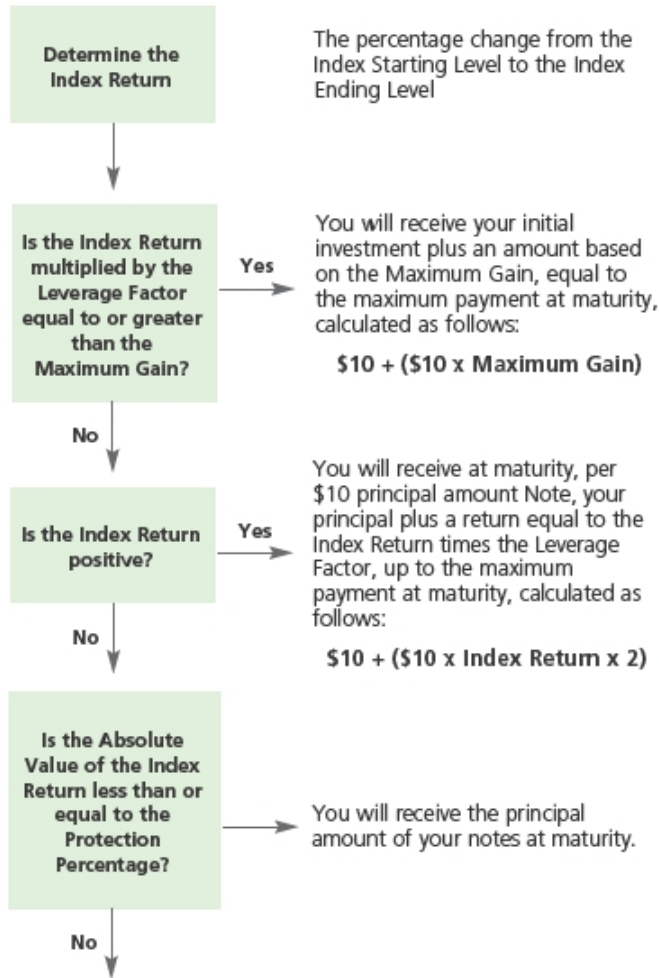 Determine the
Index Return
The percentage change from the
Index Starting Level to the Index
Ending Level
Is the Index Return
multiplied by the
Leverage Factor
equal to or greater
than the
Maximum Gain?
Yes
You will receive your initial
investment plus an amount based
on the Maximum Gain, equal to
the maximum payment at maturity,
calculated as follows:
$10 + ($10 x Maximum Gain)
No
Is the Index Return
positive?
Yes
You will receive at maturity, per
$10 principal amount Note, your
principal plus a return equal to the
Index Return times the Leverage
Factor, up to the maximum
payment at maturity, calculated as
follows:
$10 + ($10 x Index Return x 2)
No
Is the Absolute
Value of the Index
Return less than or
equal to the
Protection
Percentage?
You will receive the principal
amount of your notes at maturity.
No